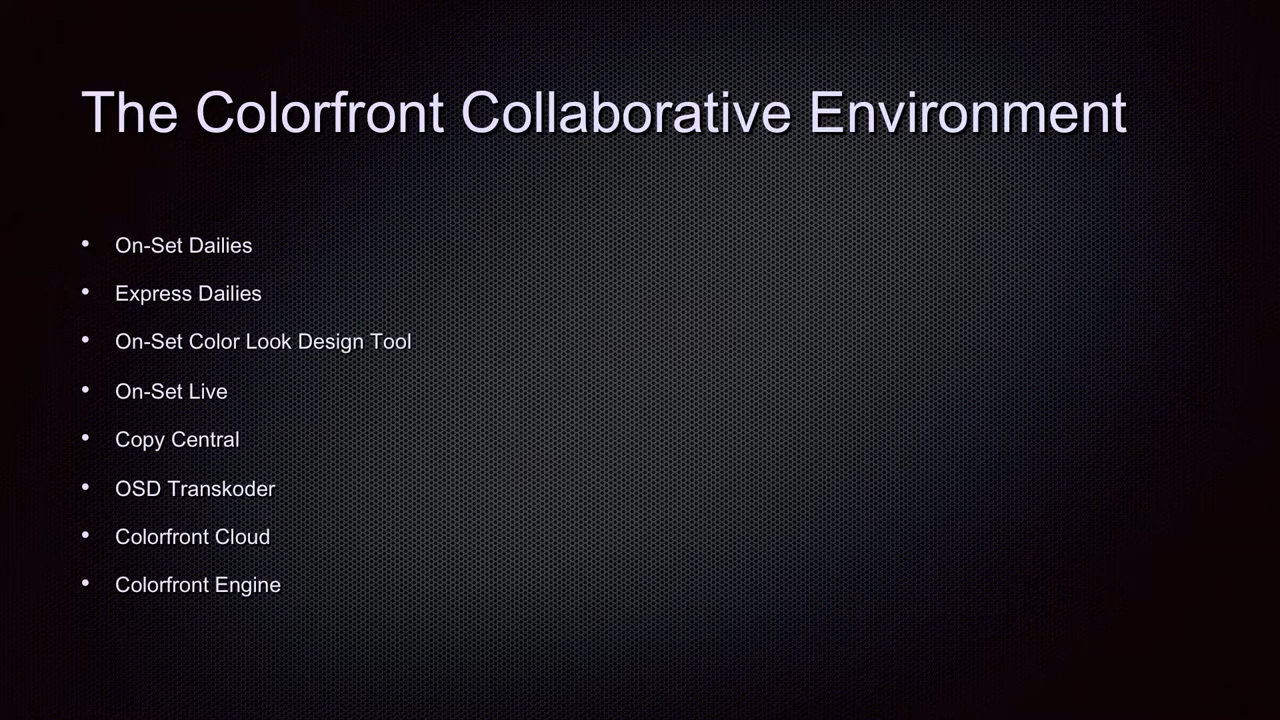 The Colorfront Collaborative Environment
• On-Set Dailies
• Express Dailies
• On-Set Color Look Design Tool
• On-Set Live
• Copy Central
• OSD Transkoder
• Colorfront Cloud
• Colorfront Engine